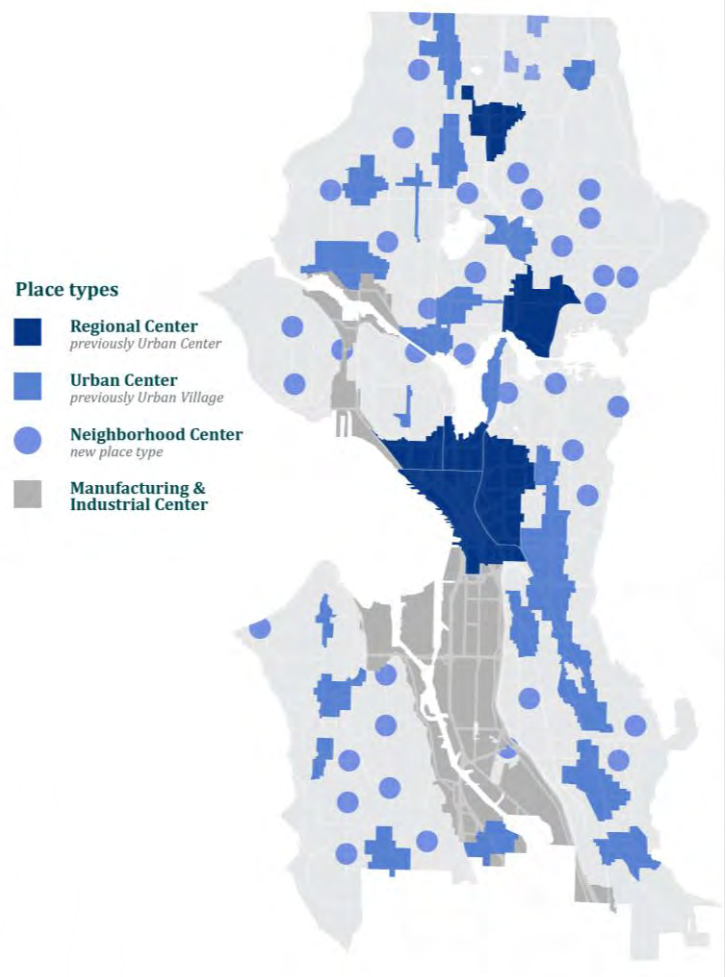 Place types
Regional Center
previously Urban Center
Urban Center
previously Urban Village
Neighborhood Center
new place type
Manufacturing &
Industrial Center